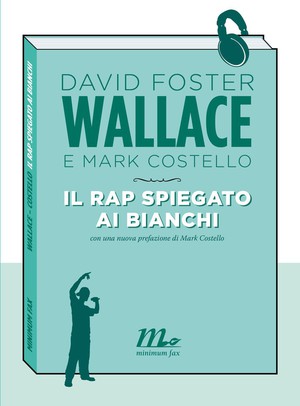 DAVID FOSTER
WALLACE
E MARK COSTELLO
IL RAP SPIEGATO
AI BIANCHI
con una nuova prefazione di Mark Costello
minimum fax
WALLACE - COSTELLO IL RAP SPIEGATO AI BIANCHI
MINIMUM FAX